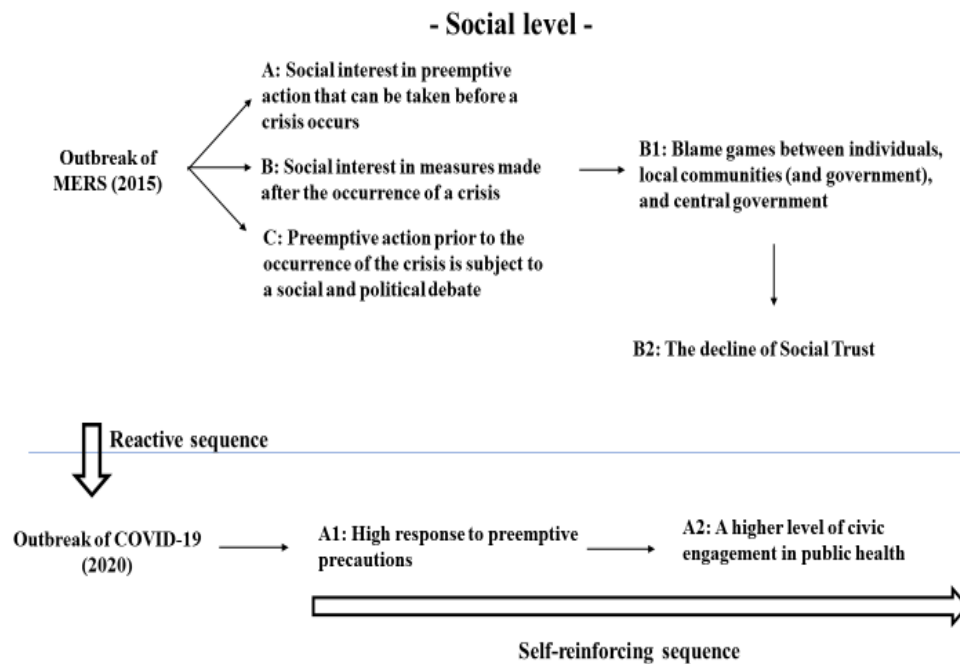 - Social level -
A: Social interest in preemptive
action that can be taken before a
crisis occurs
Outbreak of
MERS (2015)
B: Social interest in measures made
after the occurrence of a crisis
B1: Blame games between individuals,
local communities (and government),
and central government
C: Preemptive action prior to the
occurrence of the crisis is subject to
a social and political debate
B2: The decline of Social Trust
Reactive sequence
Outbreak of COVID-19
(2020)
A1: High response to preemptive
precautions
A2: A higher level of civic
engagement in public health
Self-reinforcing sequence